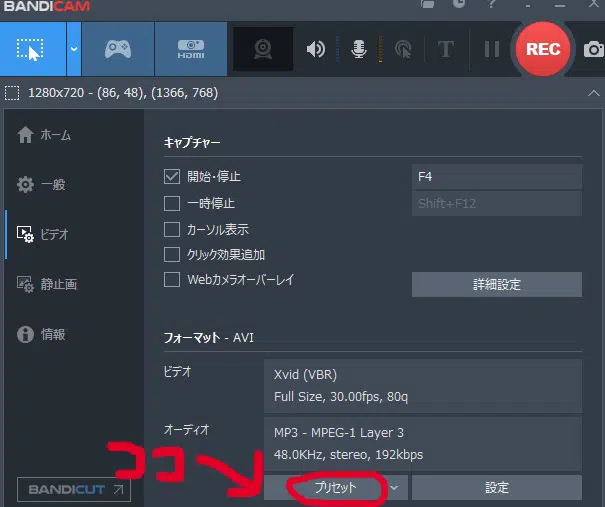 BANDICAM
HDMI
T
REC
1280x720 - (86, 48), (1366, 768)
ホーム
一般
ビデオ
静止画
情報
キャプチャー
開始・停止
F4
一時停止
Shift+F12
カーソル表示
クリック効果追加
Webカメラオーバーレイ
詳細設定
フォーマット - AVI
ビデオ
Xvid (VBR)
Full Size, 30.00fps, 80q
オーディオ
MP3 - MPEG-1 Layer 3
48.0KHz, stereo, 192kbps
ココ
プリセット
設定
BANDICUT